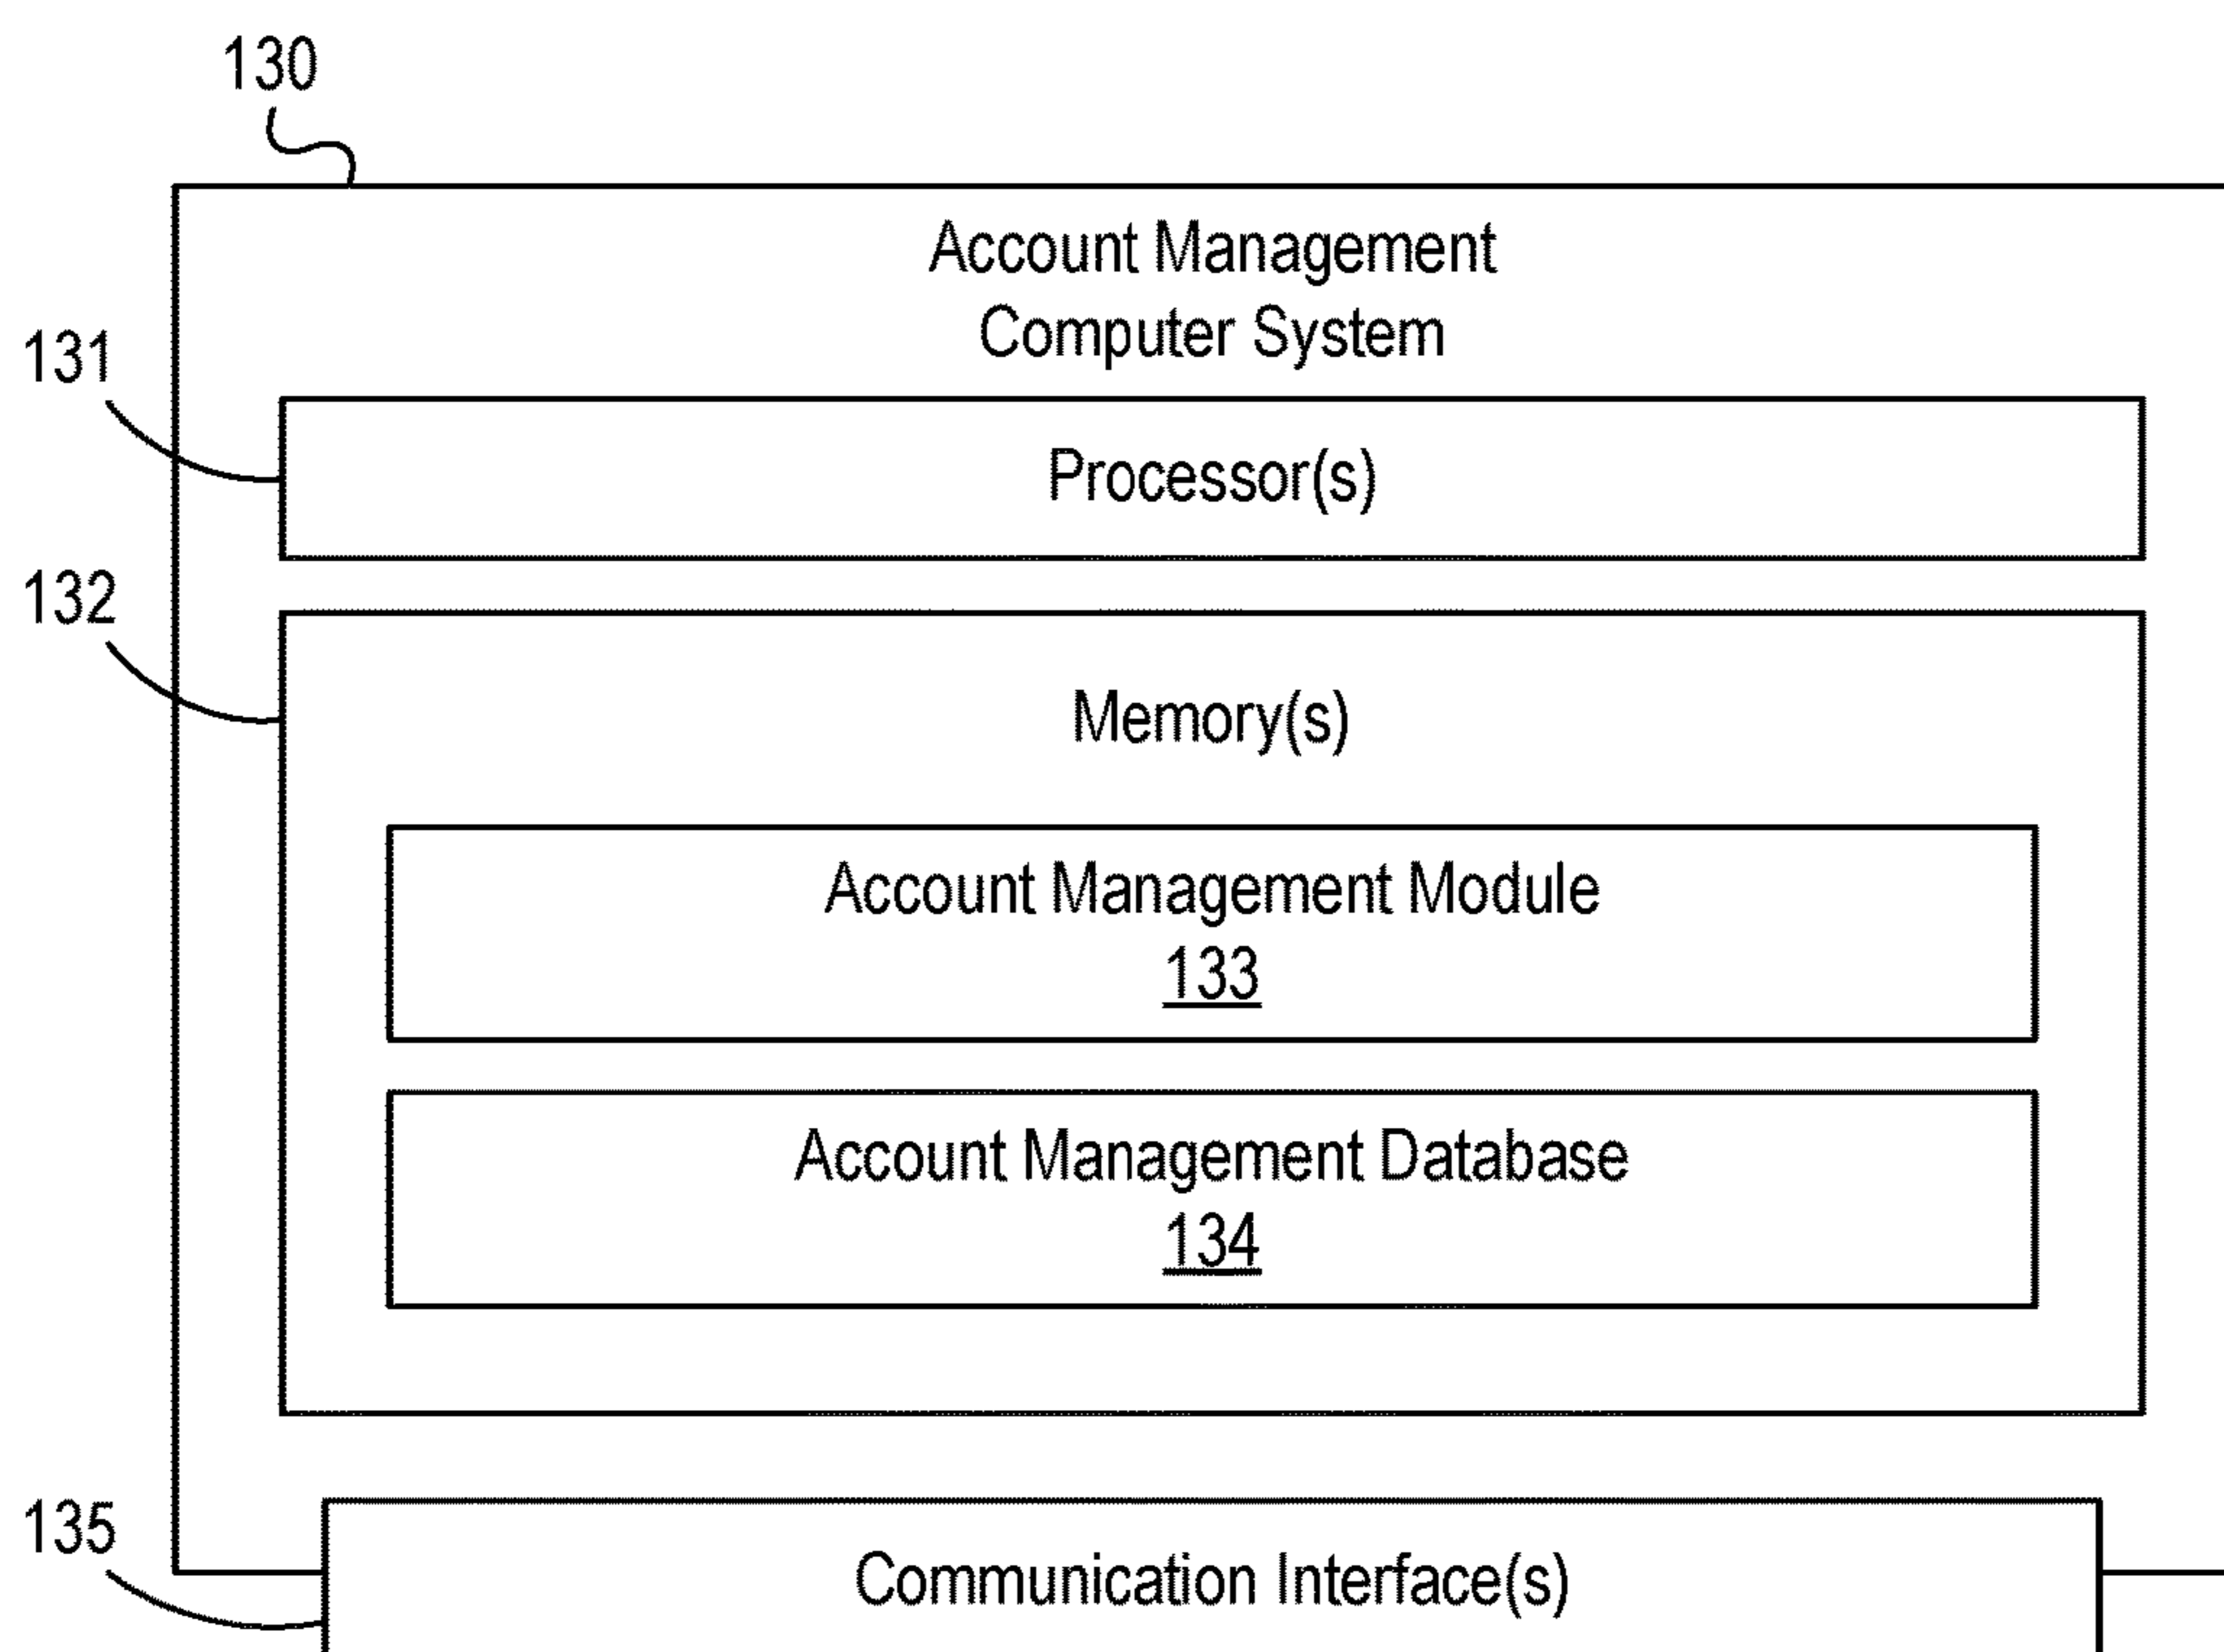 130
Account Management
Computer System
131
Processor(s)
132
Memory(s)
Account Management Module
133
Account Management Database
134
135
Communication Interface(s)